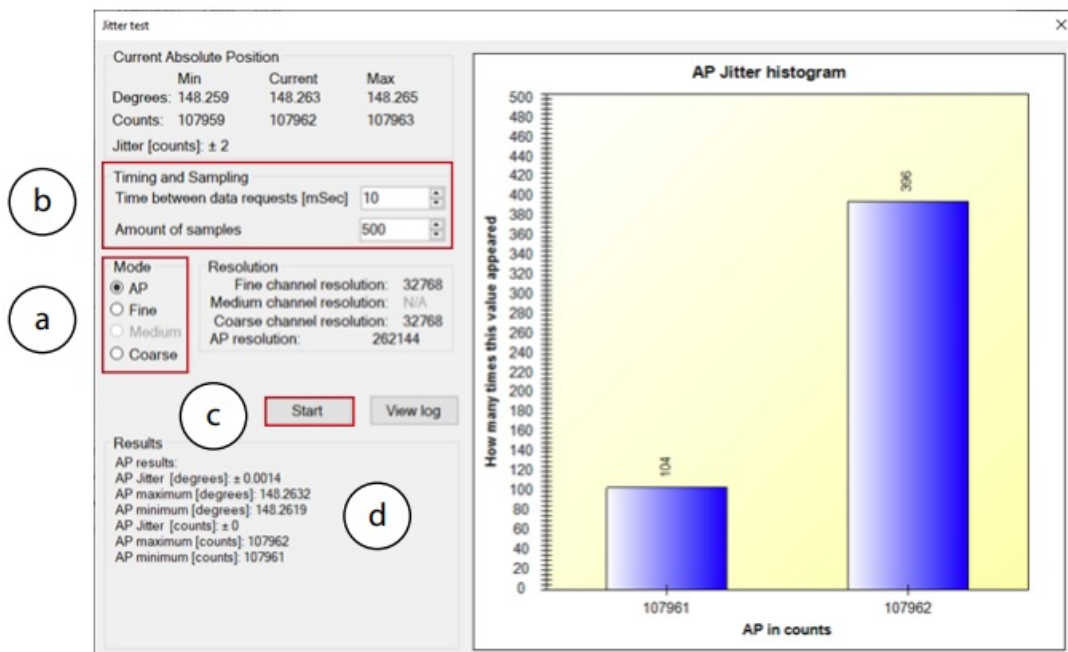 Jitter test
Current Absolute Position
Min Current Max
Degrees: 148.259 148.263 148.265
Counts: 107959 107962 107963
Jitter [counts]: ± 2
b
Timing and Sampling
Time between data requests [mSec] 10
Amount of samples 500
a
Mode
AP
Fine
Medium
Coarse
Resolution
Fine channel resolution: 32768
Medium channel resolution: N/A
Coarse channel resolution: 32768
AP resolution: 262144
c
Start View log
Results
AP results:
AP Jitter [degrees]: ± 0.0014
AP maximum [degrees]: 148.2632
AP minimum [degrees]: 148.2619
AP Jitter [counts]: ± 0
AP maximum [counts]: 107962
AP minimum [counts]: 107961
d
AP Jitter histogram
How many times this value appeared
500
480
460
440
420
400
380
360
340
320
300
280
260
240
220
200
180
160
140
120
100
80
60
40
20
0
104
396
107961 107962
AP in counts